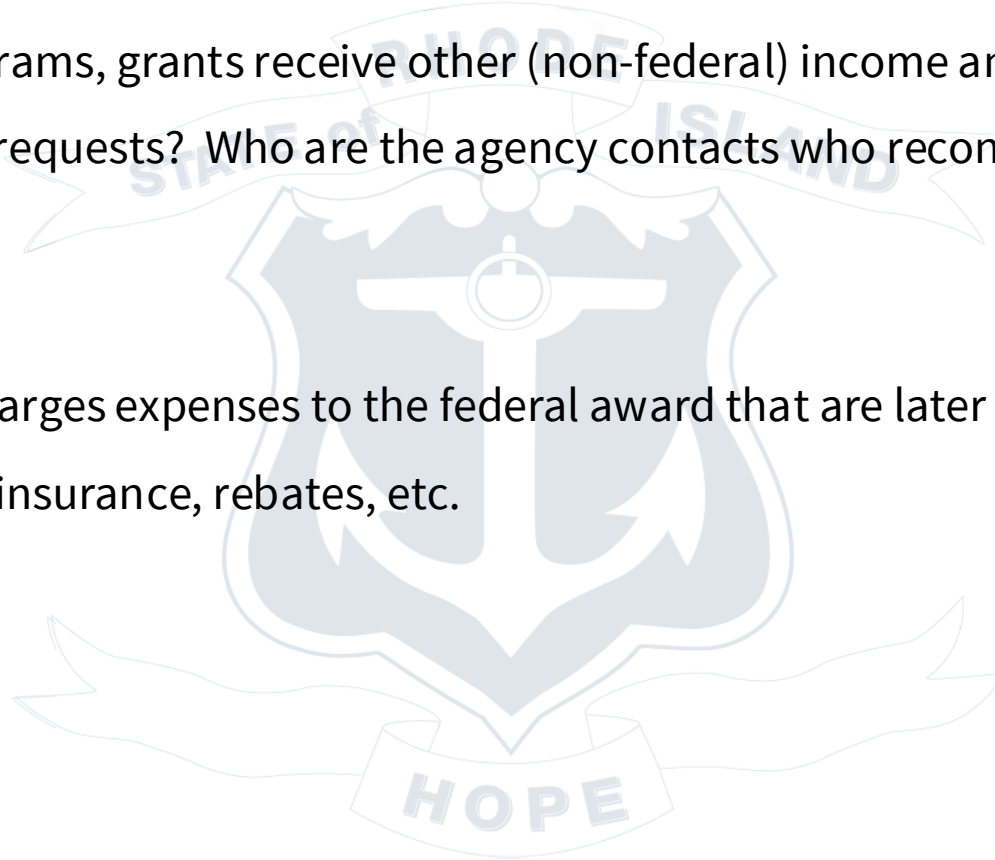 rams, grants receive other (non-federal) income an
requests? Who are the agency contacts who recon
arges expenses to the federal award that are later
insurance, rebates, etc.
STATE of RHODE ISLAND
HOPE